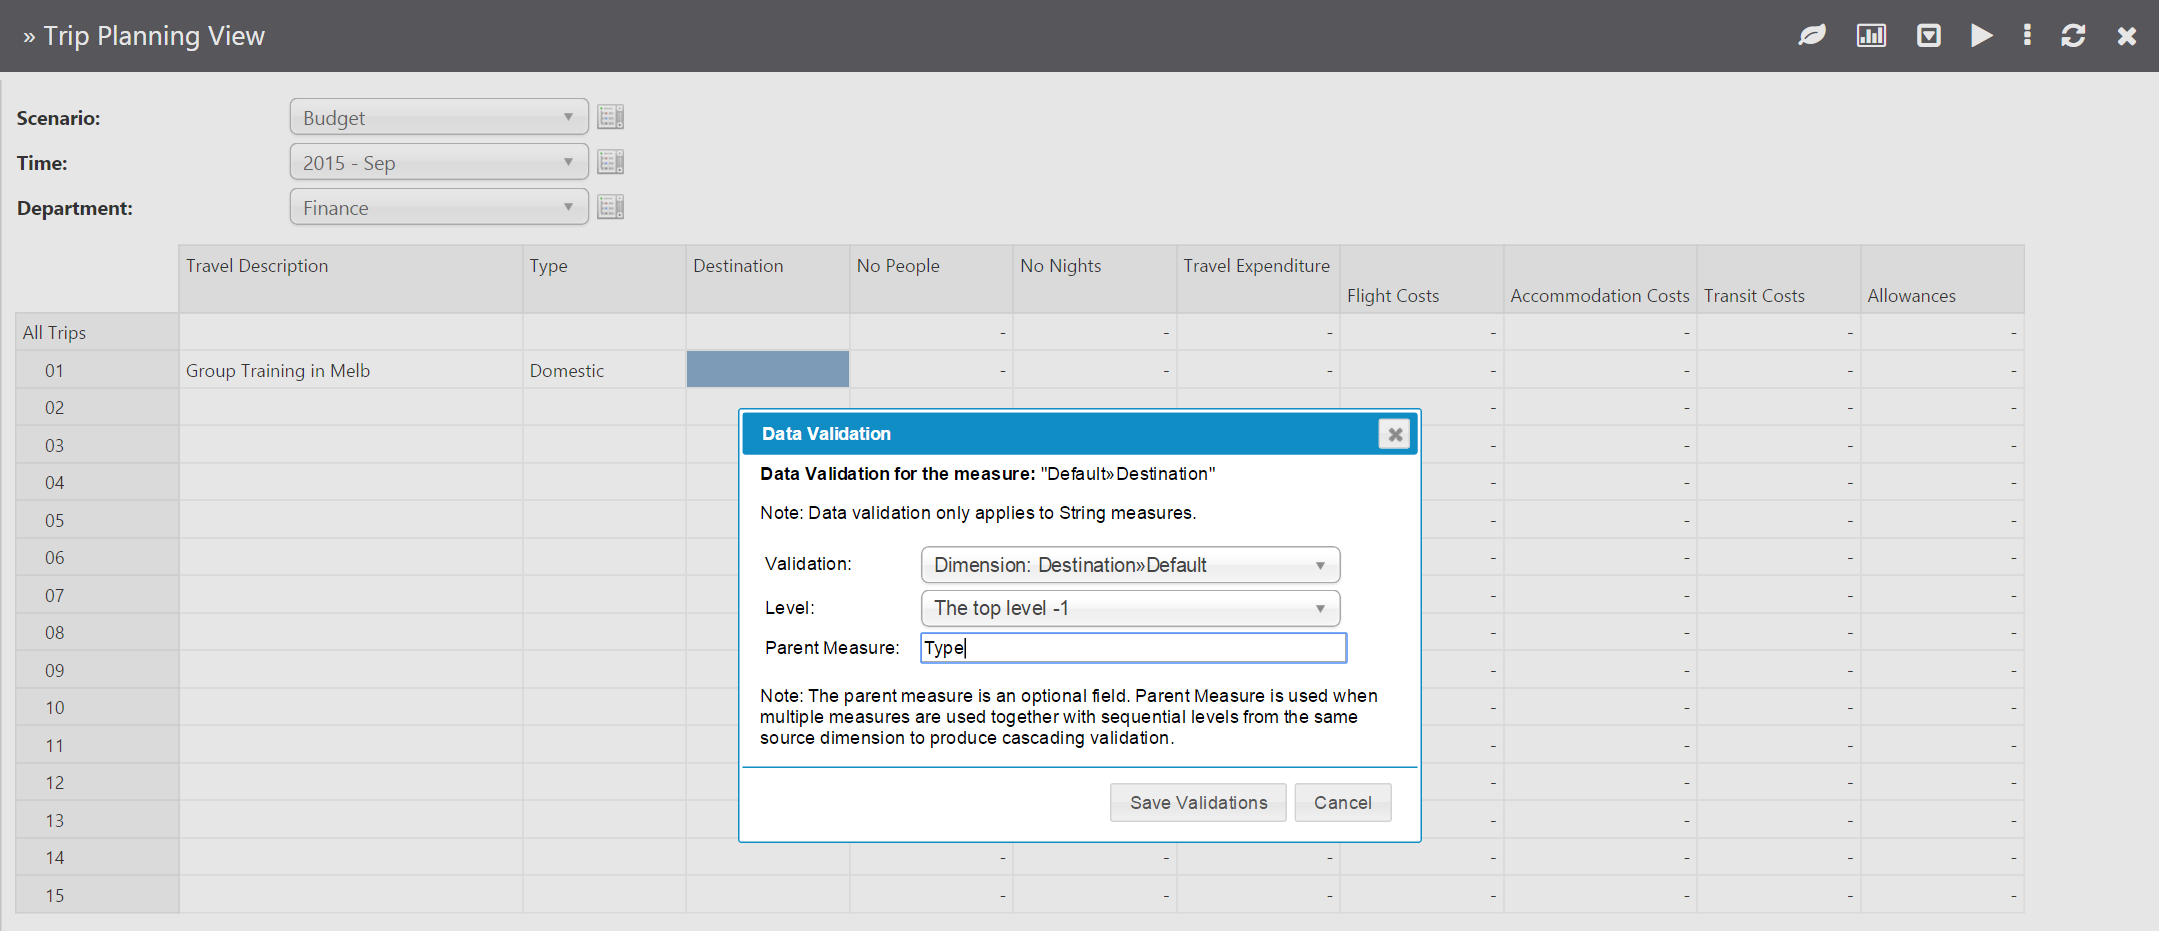 » Trip Planning View
Scenario: Budget
Time: 2015 - Sep
Department: Finance
Travel Description Type Destination No People No Nights Travel Expenditure
Flight Costs Accommodation Costs Transit Costs Allowances
All Trips - - - - - - -
01 Group Training in Melb Domestic - - - - - - -
02 - - - -
03 - - - -
04 - - - -
05 - - - -
06 - - - -
07 - - - -
08 - - - -
09 - - - -
10 - - - -
11 - - - -
12 - - - -
13 - - - -
14 - - - - - - -
15 - - - - - - -
Data Validation
Data Validation for the measure: "Default»Destination"
Note: Data validation only applies to String measures.
Validation: Dimension: Destination»Default
Level: The top level -1
Parent Measure: Type
Note: The parent measure is an optional field. Parent Measure is used when
multiple measures are used together with sequential levels from the same
source dimension to produce cascading validation.
Save Validations Cancel